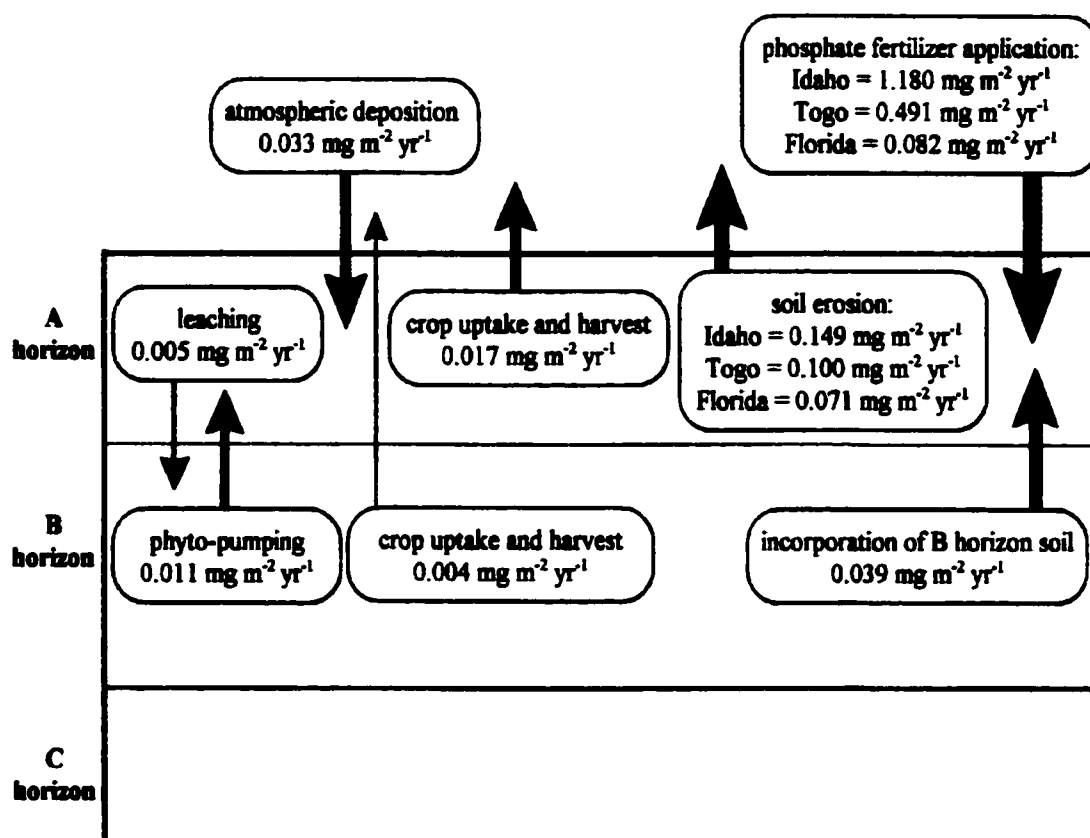 phosphate fertilizer application:
Idaho = 1.180 mg m⁻² yr⁻¹
Togo = 0.491 mg m⁻² yr⁻¹
Florida = 0.082 mg m⁻² yr⁻¹
atmospheric deposition
0.033 mg m⁻² yr⁻¹
A
horizon
leaching
0.005 mg m⁻² yr⁻¹
crop uptake and harvest
0.017 mg m⁻² yr⁻¹
soil erosion:
Idaho = 0.149 mg m⁻² yr⁻¹
Togo = 0.100 mg m⁻² yr⁻¹
Florida = 0.071 mg m⁻² yr⁻¹
B
horizon
phyto-pumping
0.011 mg m⁻² yr⁻¹
crop uptake and harvest
0.004 mg m⁻² yr⁻¹
incorporation of B horizon soil
0.039 mg m⁻² yr⁻¹
C
horizon